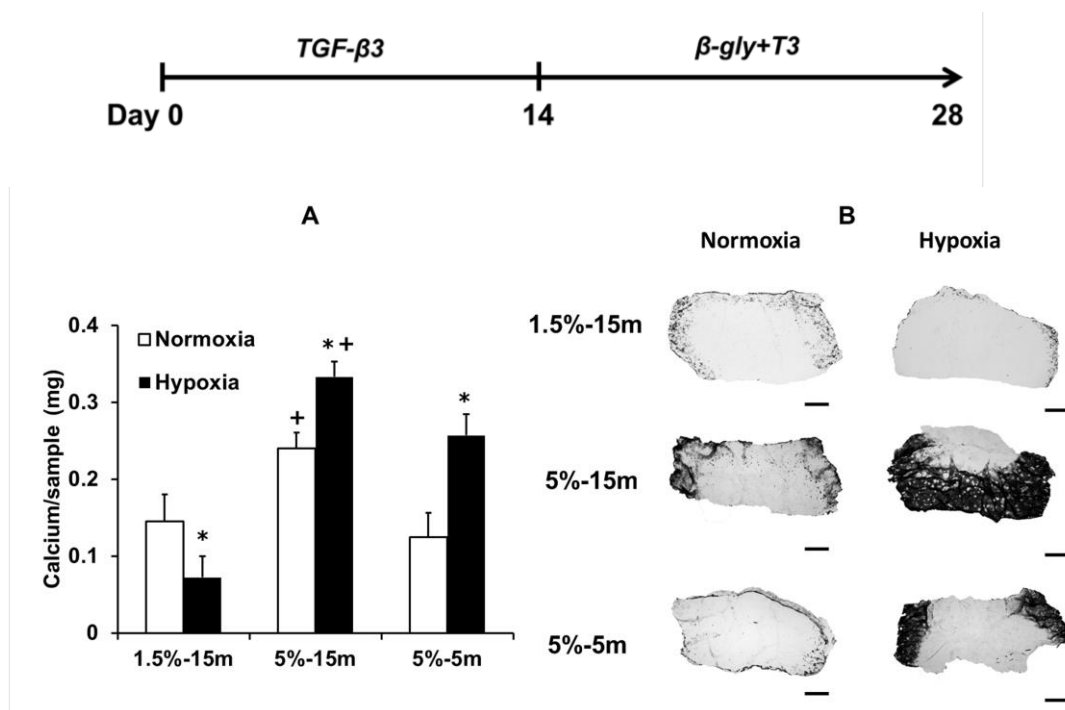 TGF-β3 β-gly+T3
Day 0 14 28
A
Calcium/sample (mg)
0.4
0.3
0.2
0.1
0
Normoxia
Hypoxia
*
+
* +
*
1.5%-15m 5%-15m 5%-5m
B
Normoxia Hypoxia
1.5%-15m
5%-15m
5%-5m